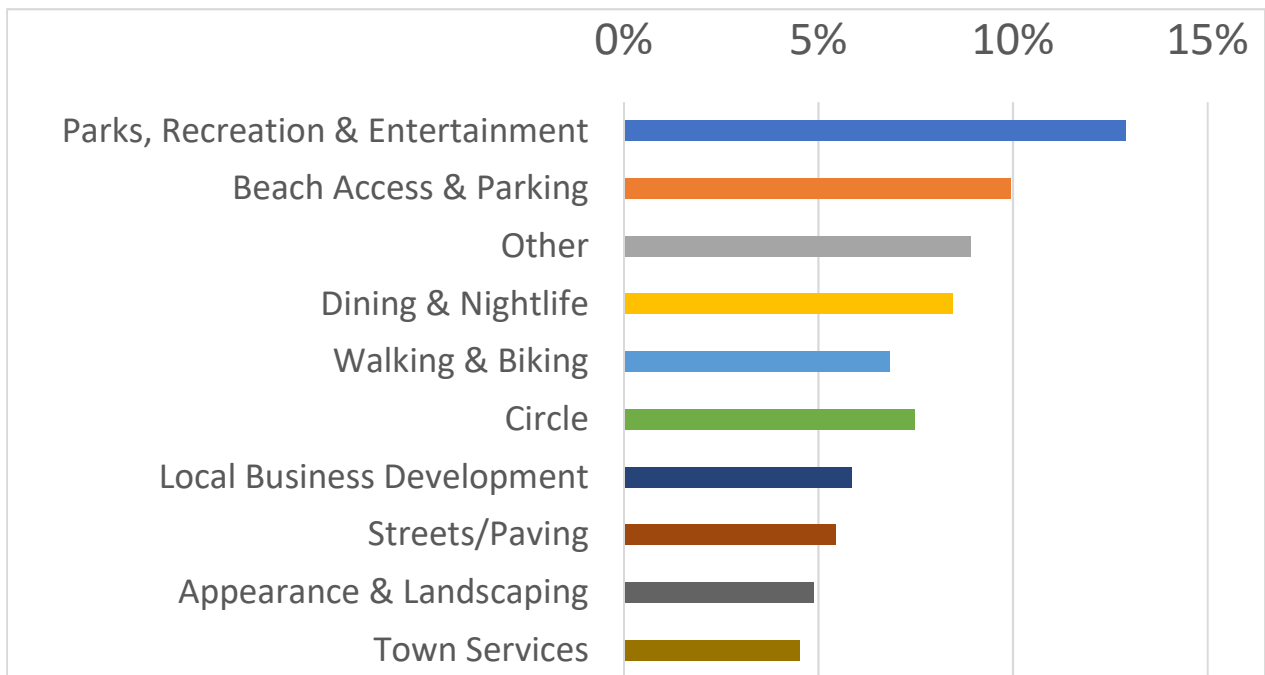 0% 5% 10% 15%
Parks, Recreation & Entertainment
Beach Access & Parking
Other
Dining & Nightlife
Walking & Biking
Circle
Local Business Development
Streets/Paving
Appearance & Landscaping
Town Services